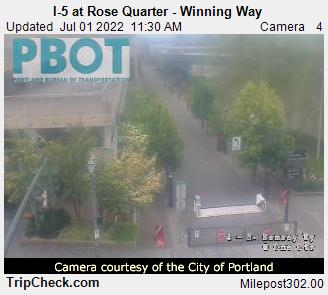 I-5 at Rose Quarter - Winning Way
Updated Jul 01 2022 11:30 AM Camera 4
PBOT
PORTLAND BUREAU OF TRANSPORTATION
Camera courtesy of the City of Portland
TripCheck.com Milepost302.00